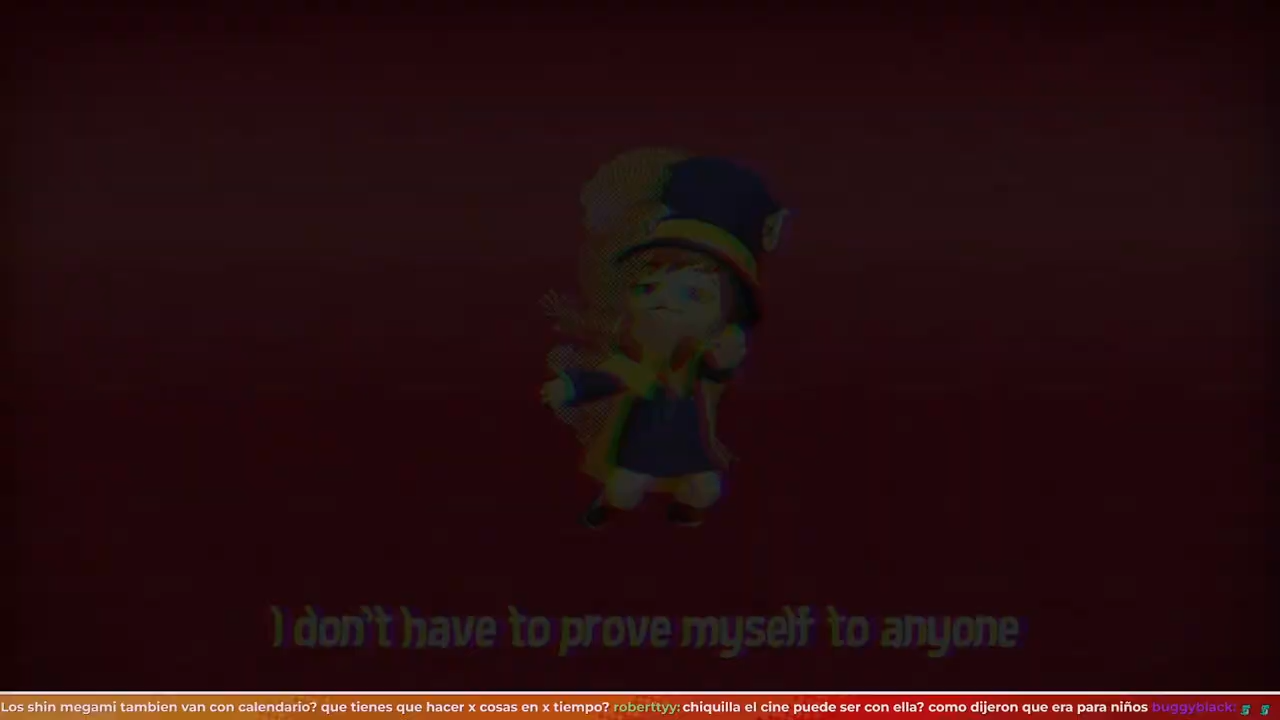 I don't have to prove myself to anyone
Los shin megami tambien van con calendario? que tienes que hacer x cosas en x tiempo? roberttyy: chiquilla el cine puede ser con ella? como dijeron que era para niños buggyblack: